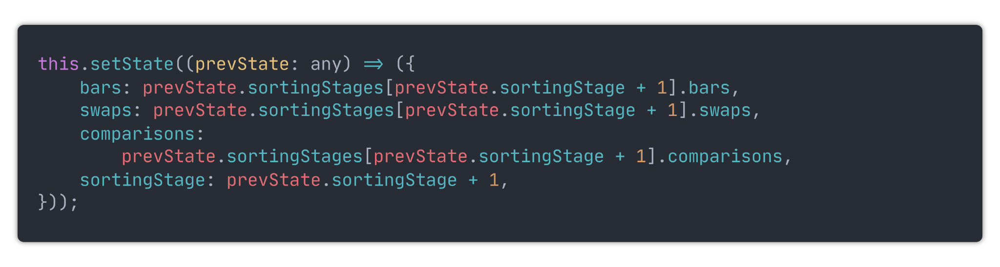 this.setState((prevState: any) => ({
    bars: prevState.sortingStages[prevState.sortingStage + 1].bars,
    swaps: prevState.sortingStages[prevState.sortingStage + 1].swaps,
    comparisons:
        prevState.sortingStages[prevState.sortingStage + 1].comparisons,
    sortingStage: prevState.sortingStage + 1,
}));